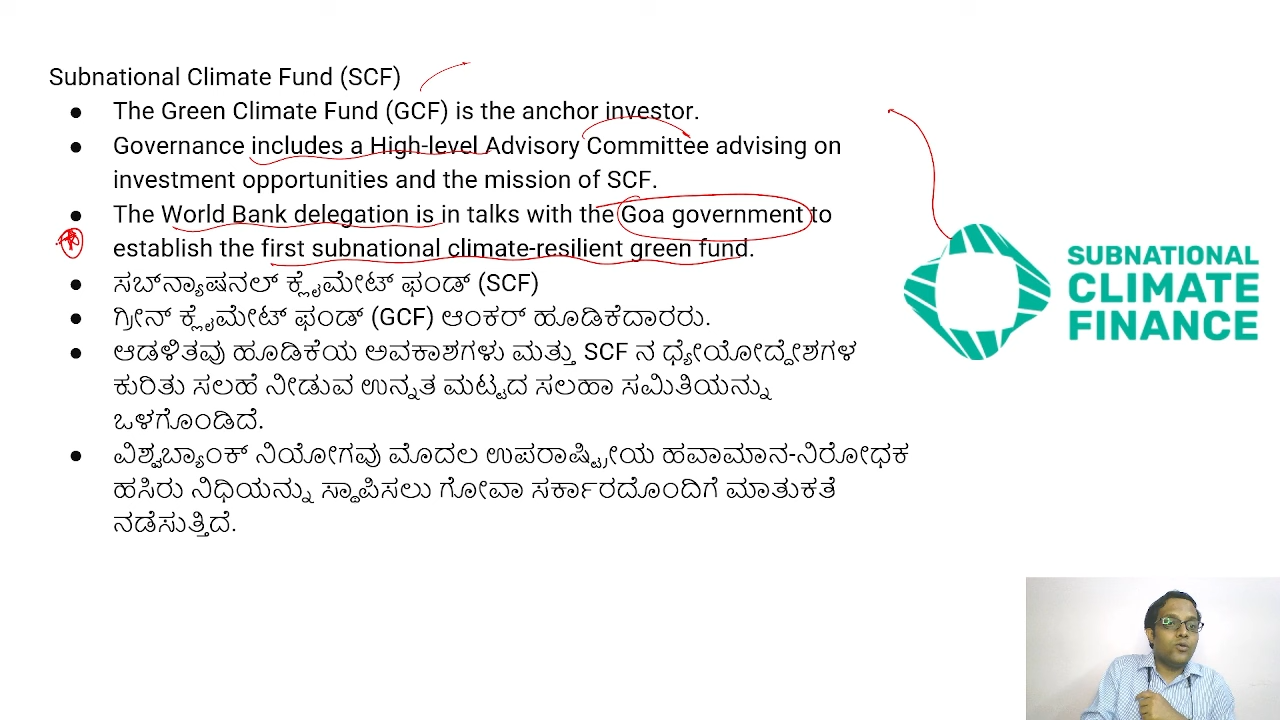 Subnational Climate Fund (SCF)
● The Green Climate Fund (GCF) is the anchor investor.
● Governance includes a High-level Advisory Committee advising on
investment opportunities and the mission of SCF.
● The World Bank delegation is in talks with the Goa government to
establish the first subnational climate-resilient green fund.
● ಸಬ್‌ನ್ಯಾಷನಲ್ ಕ್ಲೈಮೇಟ್ ಫಂಡ್ (SCF)
● ಗ್ರೀನ್ ಕ್ಲೈಮೇಟ್ ಫಂಡ್ (GCF) ಆಂಕರ್ ಹೂಡಿಕೆದಾರರು.
● ಆಡಳಿತವು ಹೂಡಿಕೆಯ ಅವಕಾಶಗಳು ಮತ್ತು SCF ನ ಧ್ಯೇಯೋದ್ದೇಶಗಳ
ಕುರಿತು ಸಲಹೆ ನೀಡುವ ಉನ್ನತ ಮಟ್ಟದ ಸಲಹಾ ಸಮಿತಿಯನ್ನು
ಒಳಗೊಂಡಿದೆ.
● ವಿಶ್ವಬ್ಯಾಂಕ್ ನಿಯೋಗವು ಮೊದಲ ಉಪರಾಷ್ಟ್ರೀಯ ಹವಾಮಾನ-ನಿರೋಧಕ
ಹಸಿರು ನಿಧಿಯನ್ನು ಸ್ಥಾಪಿಸಲು ಗೋವಾ ಸರ್ಕಾರದೊಂದಿಗೆ ಮಾತುಕತೆ
ನಡೆಸುತ್ತಿದೆ.
SUBNATIONAL
CLIMATE
FINANCE